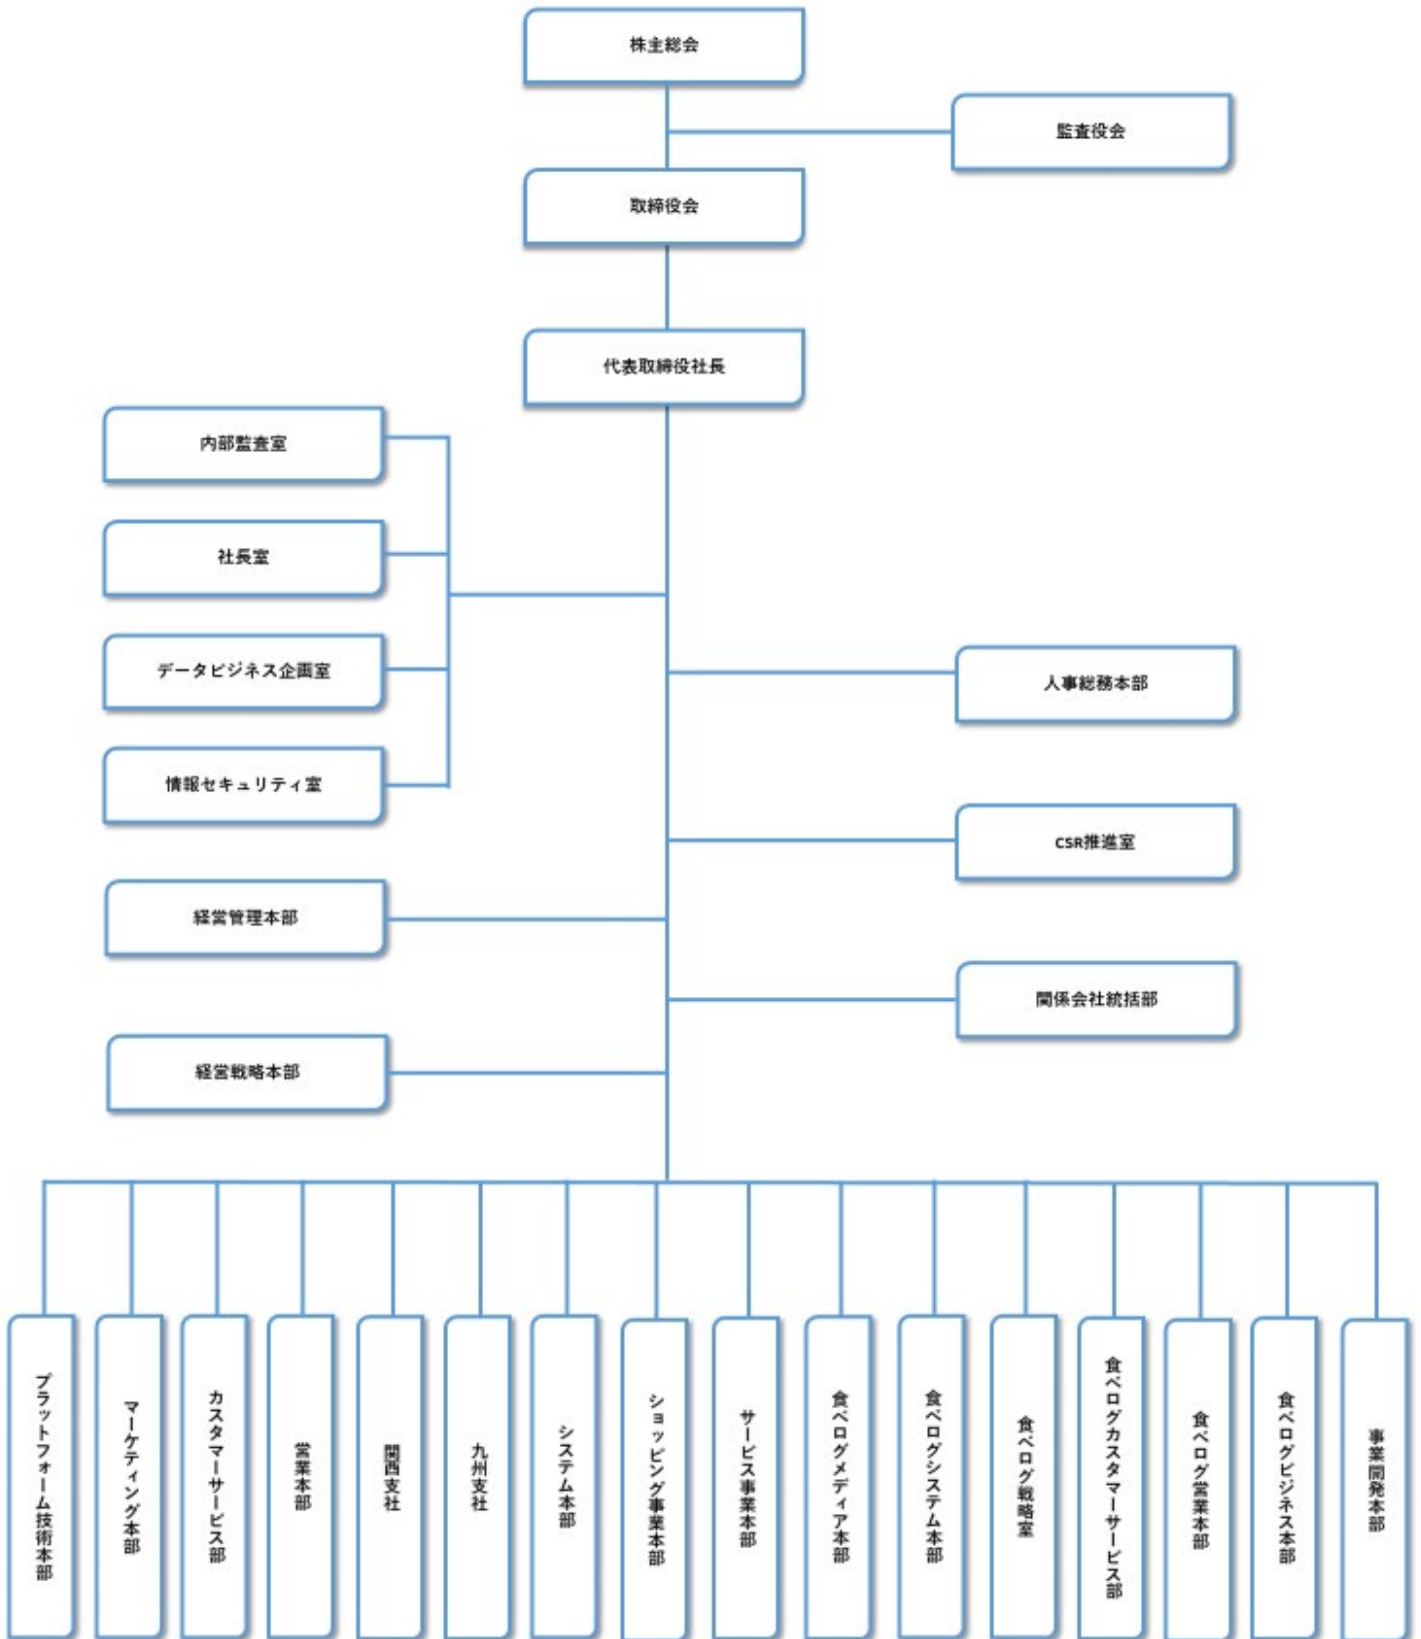 株主総会
監査役会
取締役会
代表取締役社長
内部監査室
社長室
データビジネス企画室
情報セキュリティ室
人事総務本部
CSR推進室
経営管理本部
関係会社統括部
経営戦略本部
プラットフォーム技術本部
マーケティング本部
カスタマーサービス部
営業本部
関西支社
九州支社
システム本部
ショッピング事業本部
サービス事業本部
食べログメディア本部
食べログシステム本部
食べログ戦略室
食べログカスタマーサービス部
食べログ営業本部
食べログビジネス本部
事業開発本部